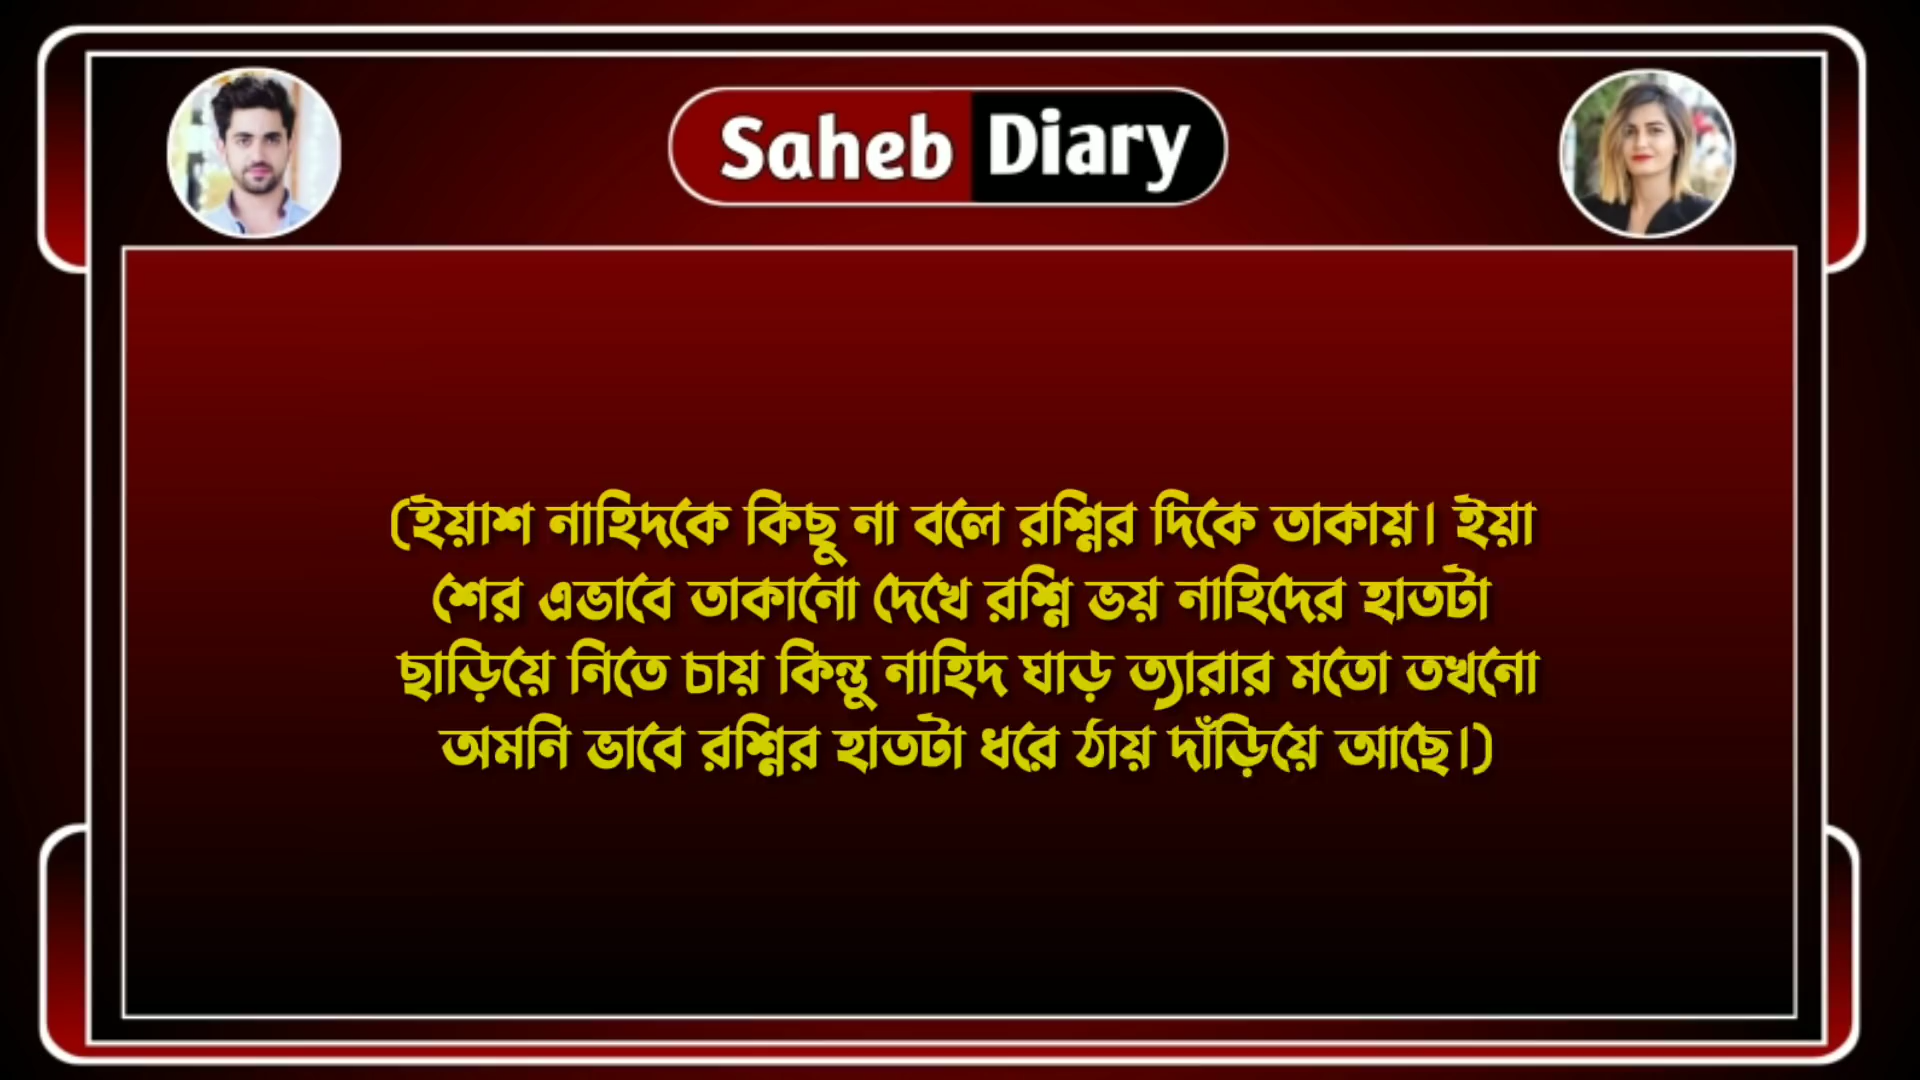 Saheb Diary
(ইয়াশ নাহিদকে কিছু না বলে রশ্নির দিকে তাকায়। ইয়া
শের এভাবে তাকানো দেখে রশ্নি ভয় নাহিদের হাতটা
ছাড়িয়ে নিতে চায় কিন্তু নাহিদ ঘাড় ত্যারার মতো তখনো
অমনি ভাবে রশ্নির হাতটা ধরে ঠায় দাঁড়িয়ে আছে।)